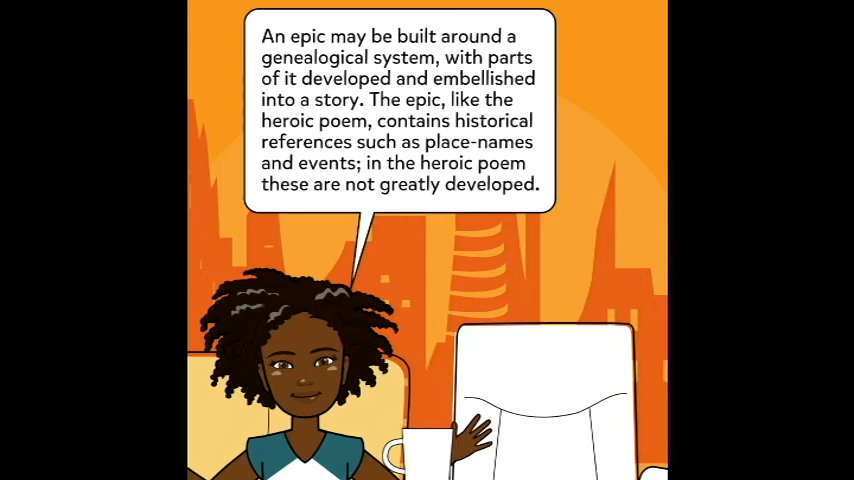 An epic may be built around a
genealogical system, with parts
of it developed and embellished
into a story. The epic, like the
heroic poem, contains historical
references such as place-names
and events; in the heroic poem
these are not greatly developed.